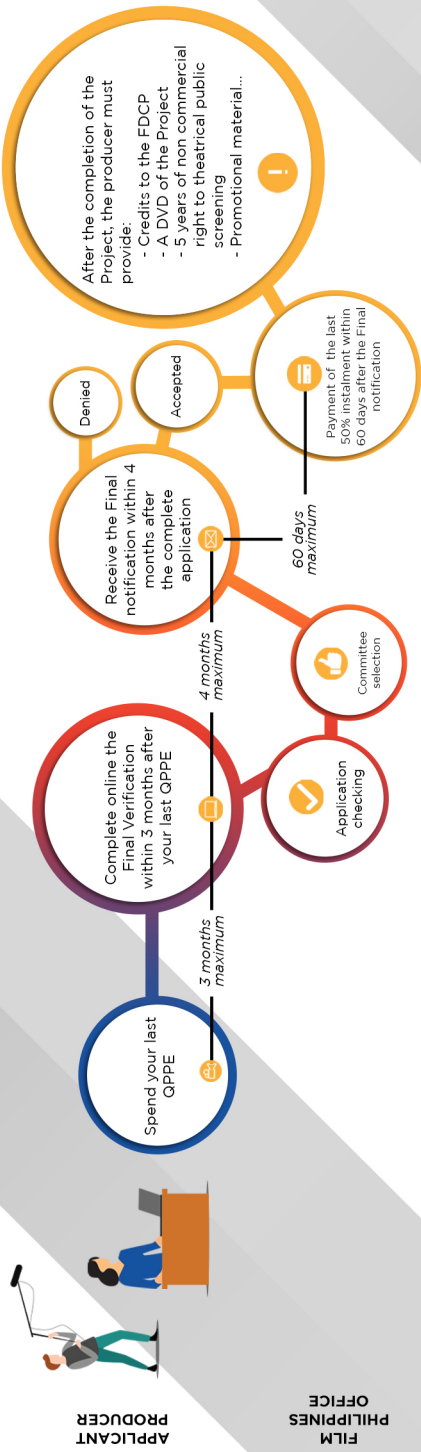 APPLICANT
PRODUCER
FILM
PHILIPPINES
OFFICE
Spend your last
QPPE
3 months
maximum
Complete online the
Final Verification
within 3 months after
your last QPPE
Application
checking
Committee
selection
4 months
maximum
Receive the Final
notification within 4
months after
the complete
application
Denied
Accepted
60 days
maximum
Payment of the last
50% instalment within
60 days after the Final
notification
After the completion of the
Project, the producer must
provide:
- Credits to the FDCP
- A DVD of the Project
- 5 years of non commercial
right to theatrical public
screening
- Promotional material...